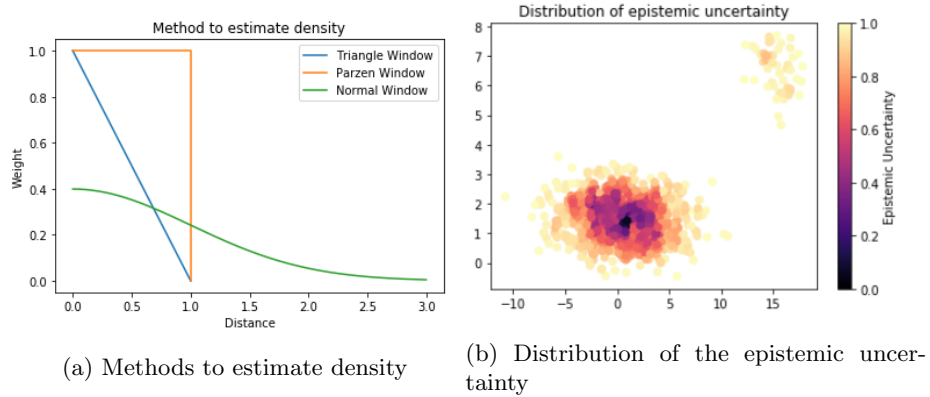 Method to estimate density
Triangle Window
Parzen Window
Normal Window
1.0
0.8
0.6
0.4
0.2
0.0
Weight
0.0 0.5 1.0 1.5 2.0 2.5 3.0
Distance
(a) Methods to estimate density
Distribution of epistemic uncertainty
8
7
6
5
4
3
2
1
0
−10 −5 0 5 10 15
1.0
0.8
0.6
0.4
0.2
0.0
Epistemic Uncertainty
(b) Distribution of the epistemic uncer-
tainty